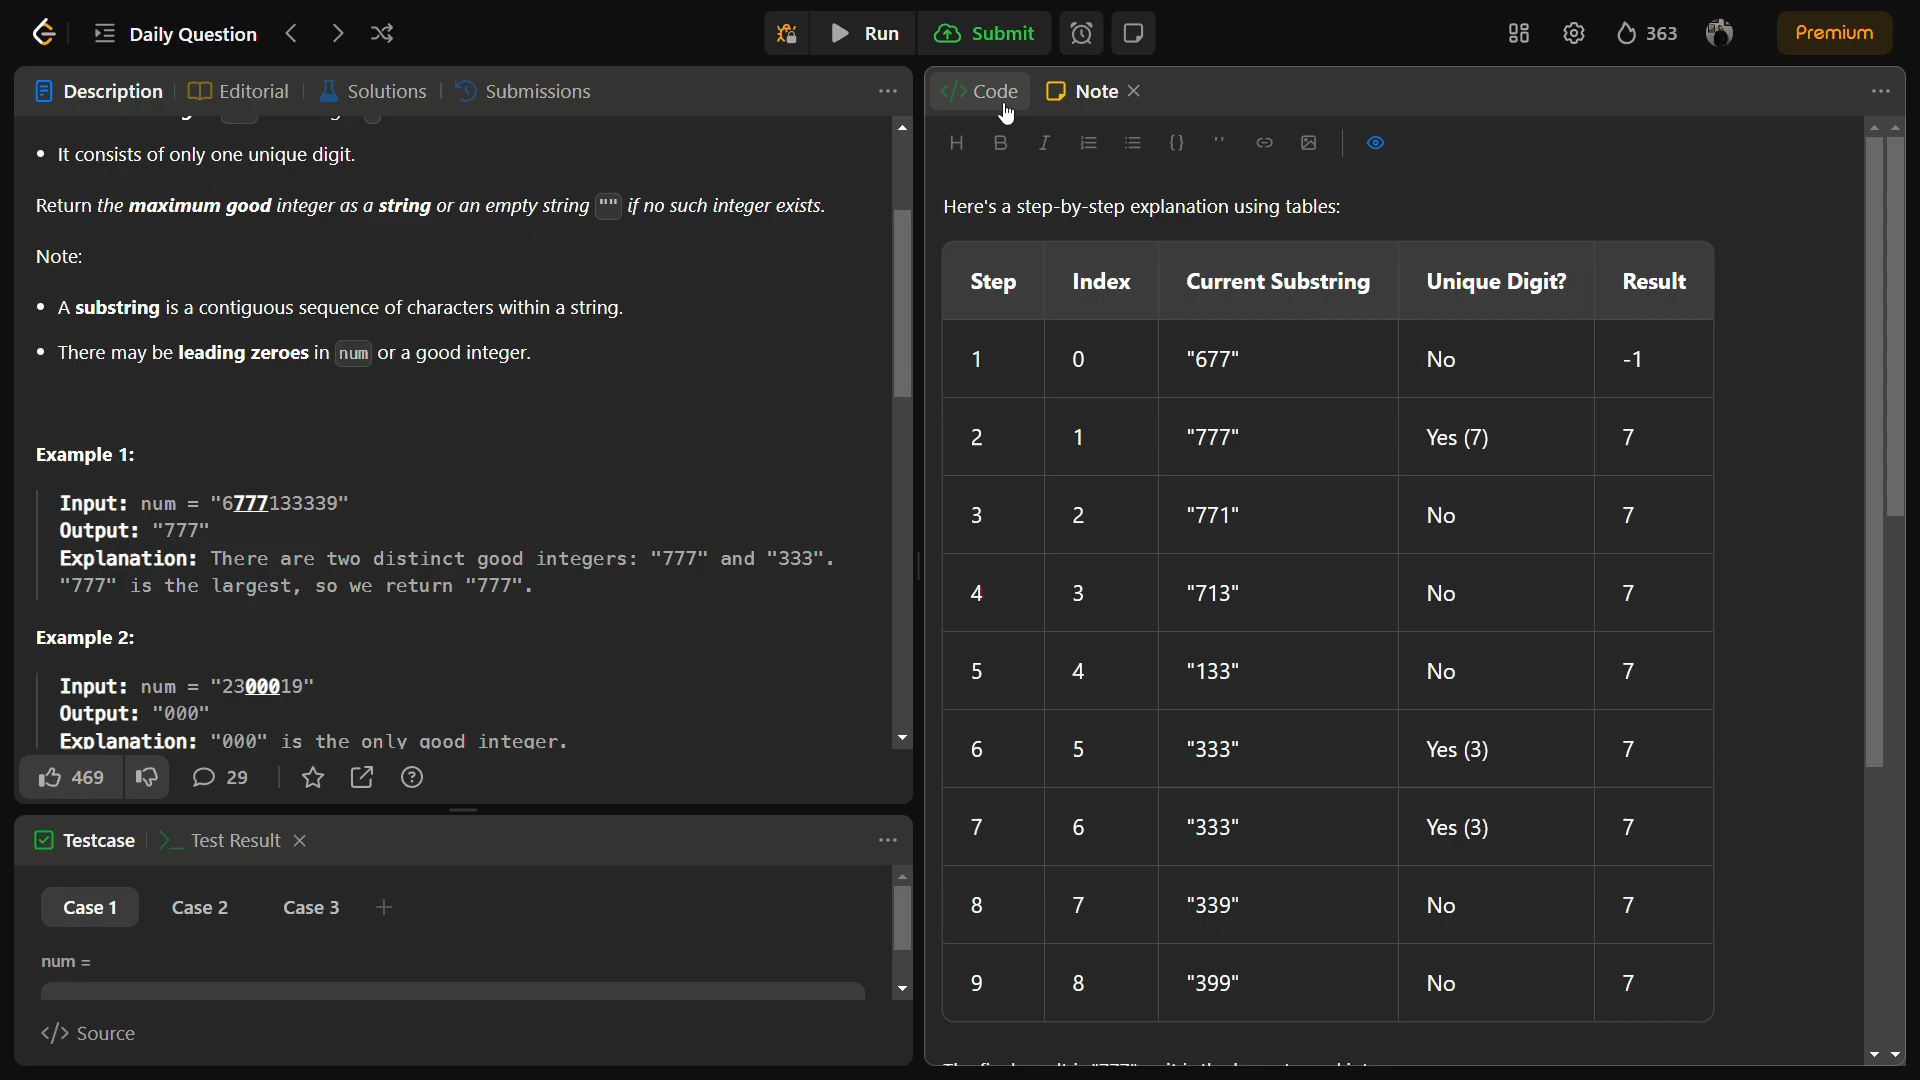 Daily Question
Run
Submit
363
Premium
Description
Editorial
Solutions
Submissions
It consists of only one unique digit.
Return the maximum good integer as a string or an empty string "" if no such integer exists.
Note:
A substring is a contiguous sequence of characters within a string.
There may be leading zeroes in num or a good integer.
Example 1:
Input: num = "6777133339"
Output: "777"
Explanation: There are two distinct good integers: "777" and "333".
"777" is the largest, so we return "777".
Example 2:
Input: num = "2300019"
Output: "000"
Explanation: "000" is the only good integer.
469
29
Testcase
Test Result
Case 1
Case 2
Case 3
num =
</> Source
</> Code
Note
Here's a step-by-step explanation using tables:
Step Index Current Substring Unique Digit? Result
1 0 "677" No -1
2 1 "777" Yes (7) 7
3 2 "771" No 7
4 3 "713" No 7
5 4 "133" No 7
6 5 "333" Yes (3) 7
7 6 "333" Yes (3) 7
8 7 "339" No 7
9 8 "399" No 7